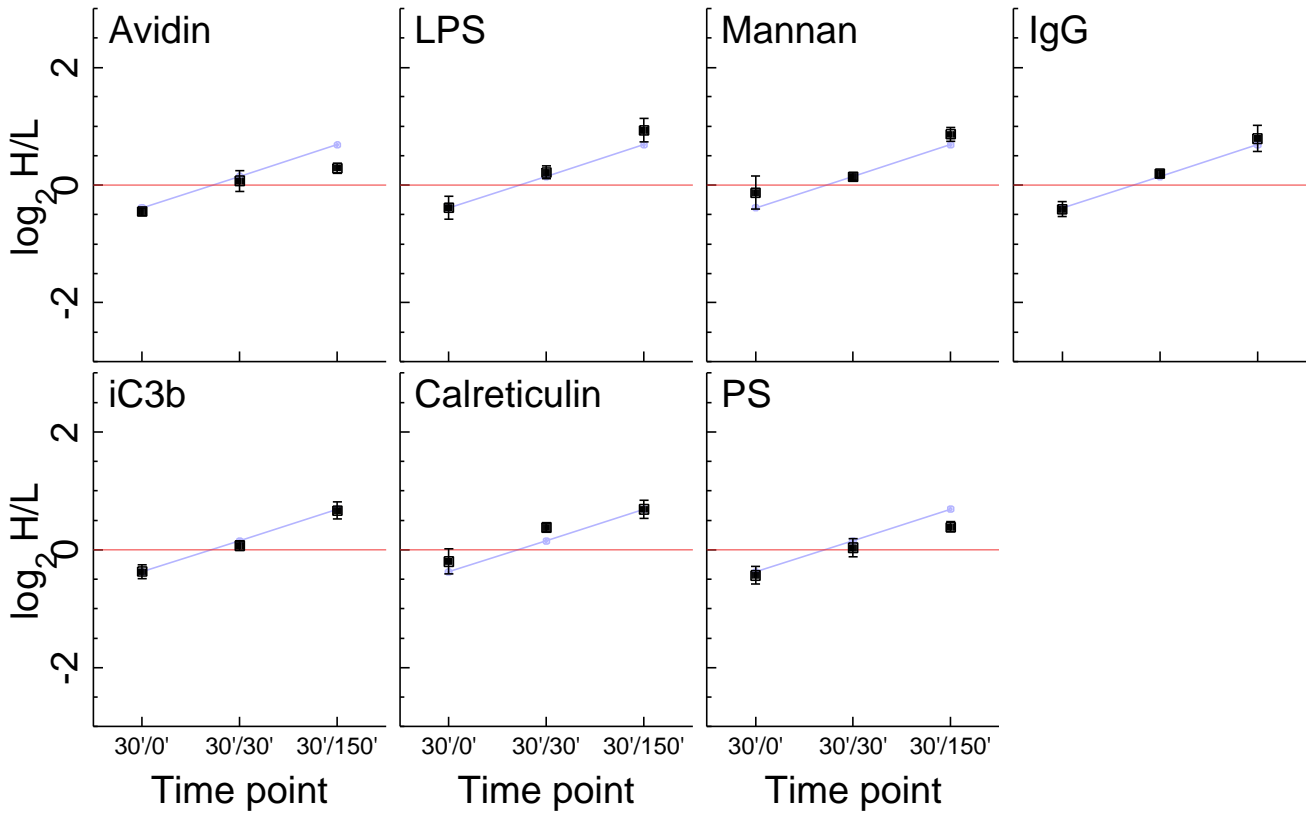 Avidin
LPS
Mannan
IgG
2
0
-2
log2 H/L
iC3b
Calreticulin
PS
2
0
-2
log2 H/L
30'/0' 30'/30' 30'/150'
30'/0' 30'/30' 30'/150'
30'/0' 30'/30' 30'/150'
Time point
Time point
Time point